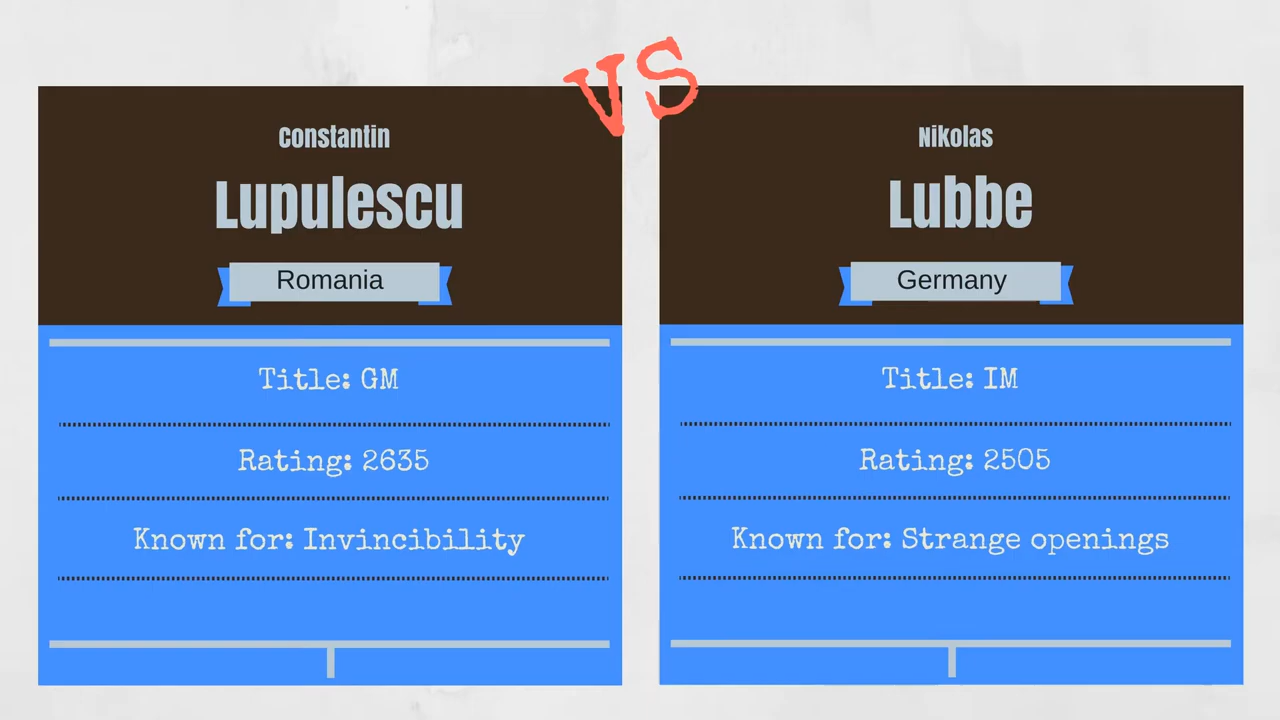 VS
Constantin
Lupulescu
Romania
Title: GM
Rating: 2635
Known for: Invincibility
Nikolas
Lubbe
Germany
Title: IM
Rating: 2505
Known for: Strange openings